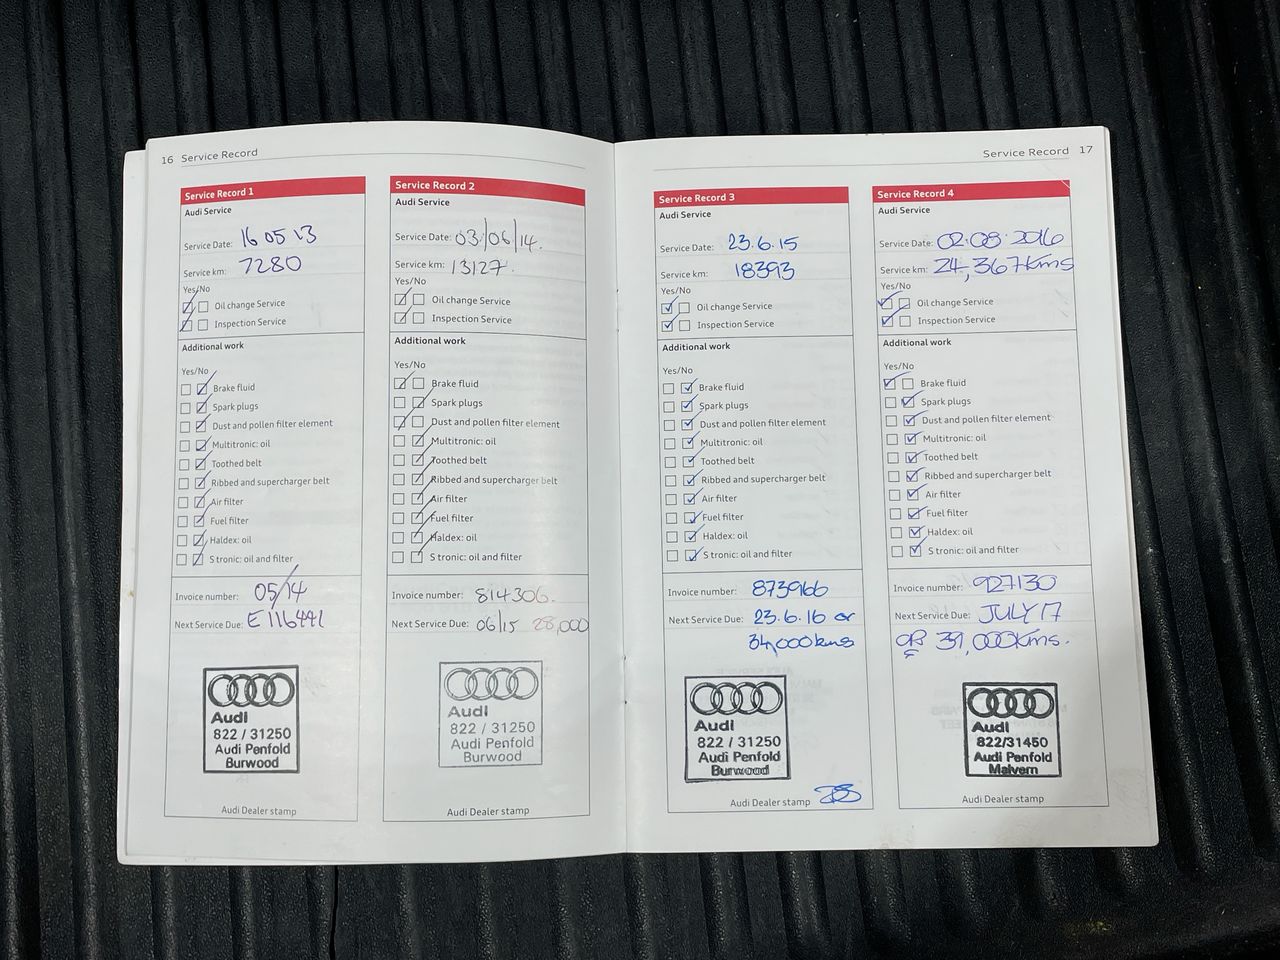 16 Service Record
Service Record 1
Audi Service
Service Date: 16 05 13
Service km: 7280
Yes/No
Oil change Service
Inspection Service
Additional work
Yes/No
Brake fluid
Spark plugs
Dust and pollen filter element
Multitronic: oil
Toothed belt
Ribbed and supercharger belt
Air filter
Fuel filter
Haldex: oil
S tronic: oil and filter
Invoice number: 05/14
Next Service Due: E116441
Audi
822 / 31250
Audi Penfold
Burwood
Audi Dealer stamp
Service Record 2
Audi Service
Service Date: 03/06/14.
Service km: 13127.
Yes/No
Oil change Service
Inspection Service
Additional work
Yes/No
Brake fluid
Spark plugs
Dust and pollen filter element
Multitronic: oil
Toothed belt
Ribbed and supercharger belt
Air filter
Fuel filter
Haldex: oil
S tronic: oil and filter
Invoice number: 814306.
Next Service Due: 06/15 28,000
Audi
822 / 31250
Audi Penfold
Burwood
Audi Dealer stamp
Service Record 17
Service Record 3
Audi Service
Service Date: 23.6.15
Service km: 18393
Yes/No
Oil change Service
Inspection Service
Additional work
Yes/No
Brake fluid
Spark plugs
Dust and pollen filter element
Multitronic: oil
Toothed belt
Ribbed and supercharger belt
Air filter
Fuel filter
Haldex: oil
S tronic: oil and filter
Invoice number: 873966
Next Service Due: 23.6.16 or
34,000kms
Audi
822 / 31250
Audi Penfold
Burwood
Audi Dealer stamp
Service Record 4
Audi Service
Service Date: 02.08.2016
Service km: 24,367kms
Yes/No
Oil change Service
Inspection Service
Additional work
Yes/No
Brake fluid
Spark plugs
Dust and pollen filter element
Multitronic: oil
Toothed belt
Ribbed and supercharger belt
Air filter
Fuel filter
Haldex: oil
S tronic: oil and filter
Invoice number: 927130
Next Service Due: JULY 17
OR 39,000kms.
Audi
822/31450
Audi Penfold
Malvern
Audi Dealer stamp